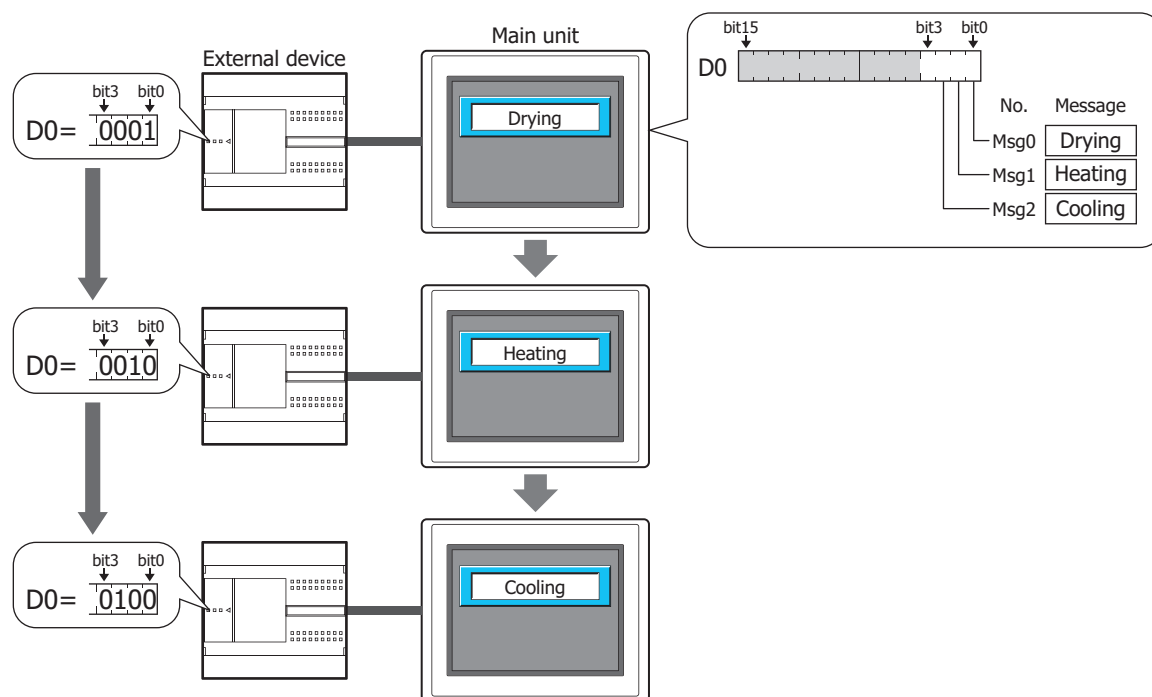 External device
Main unit
bit15
bit3
bit0
D0
No.
Message
Msg0
Drying
Msg1
Heating
Msg2
Cooling
bit3
bit0
D0=
0001
Drying
bit3
bit0
D0=
0010
Heating
bit3
bit0
D0=
0100
Cooling